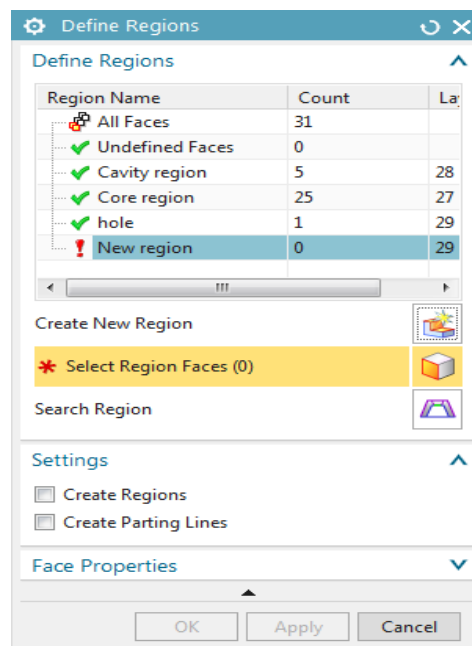 Define Regions
Define Regions
Region Name Count La
All Faces 31
Undefined Faces 0
Cavity region 5 28
Core region 25 27
hole 1 29
New region 0 29
Create New Region
Select Region Faces (0)
Search Region
Settings
Create Regions
Create Parting Lines
Face Properties
OK Apply Cancel